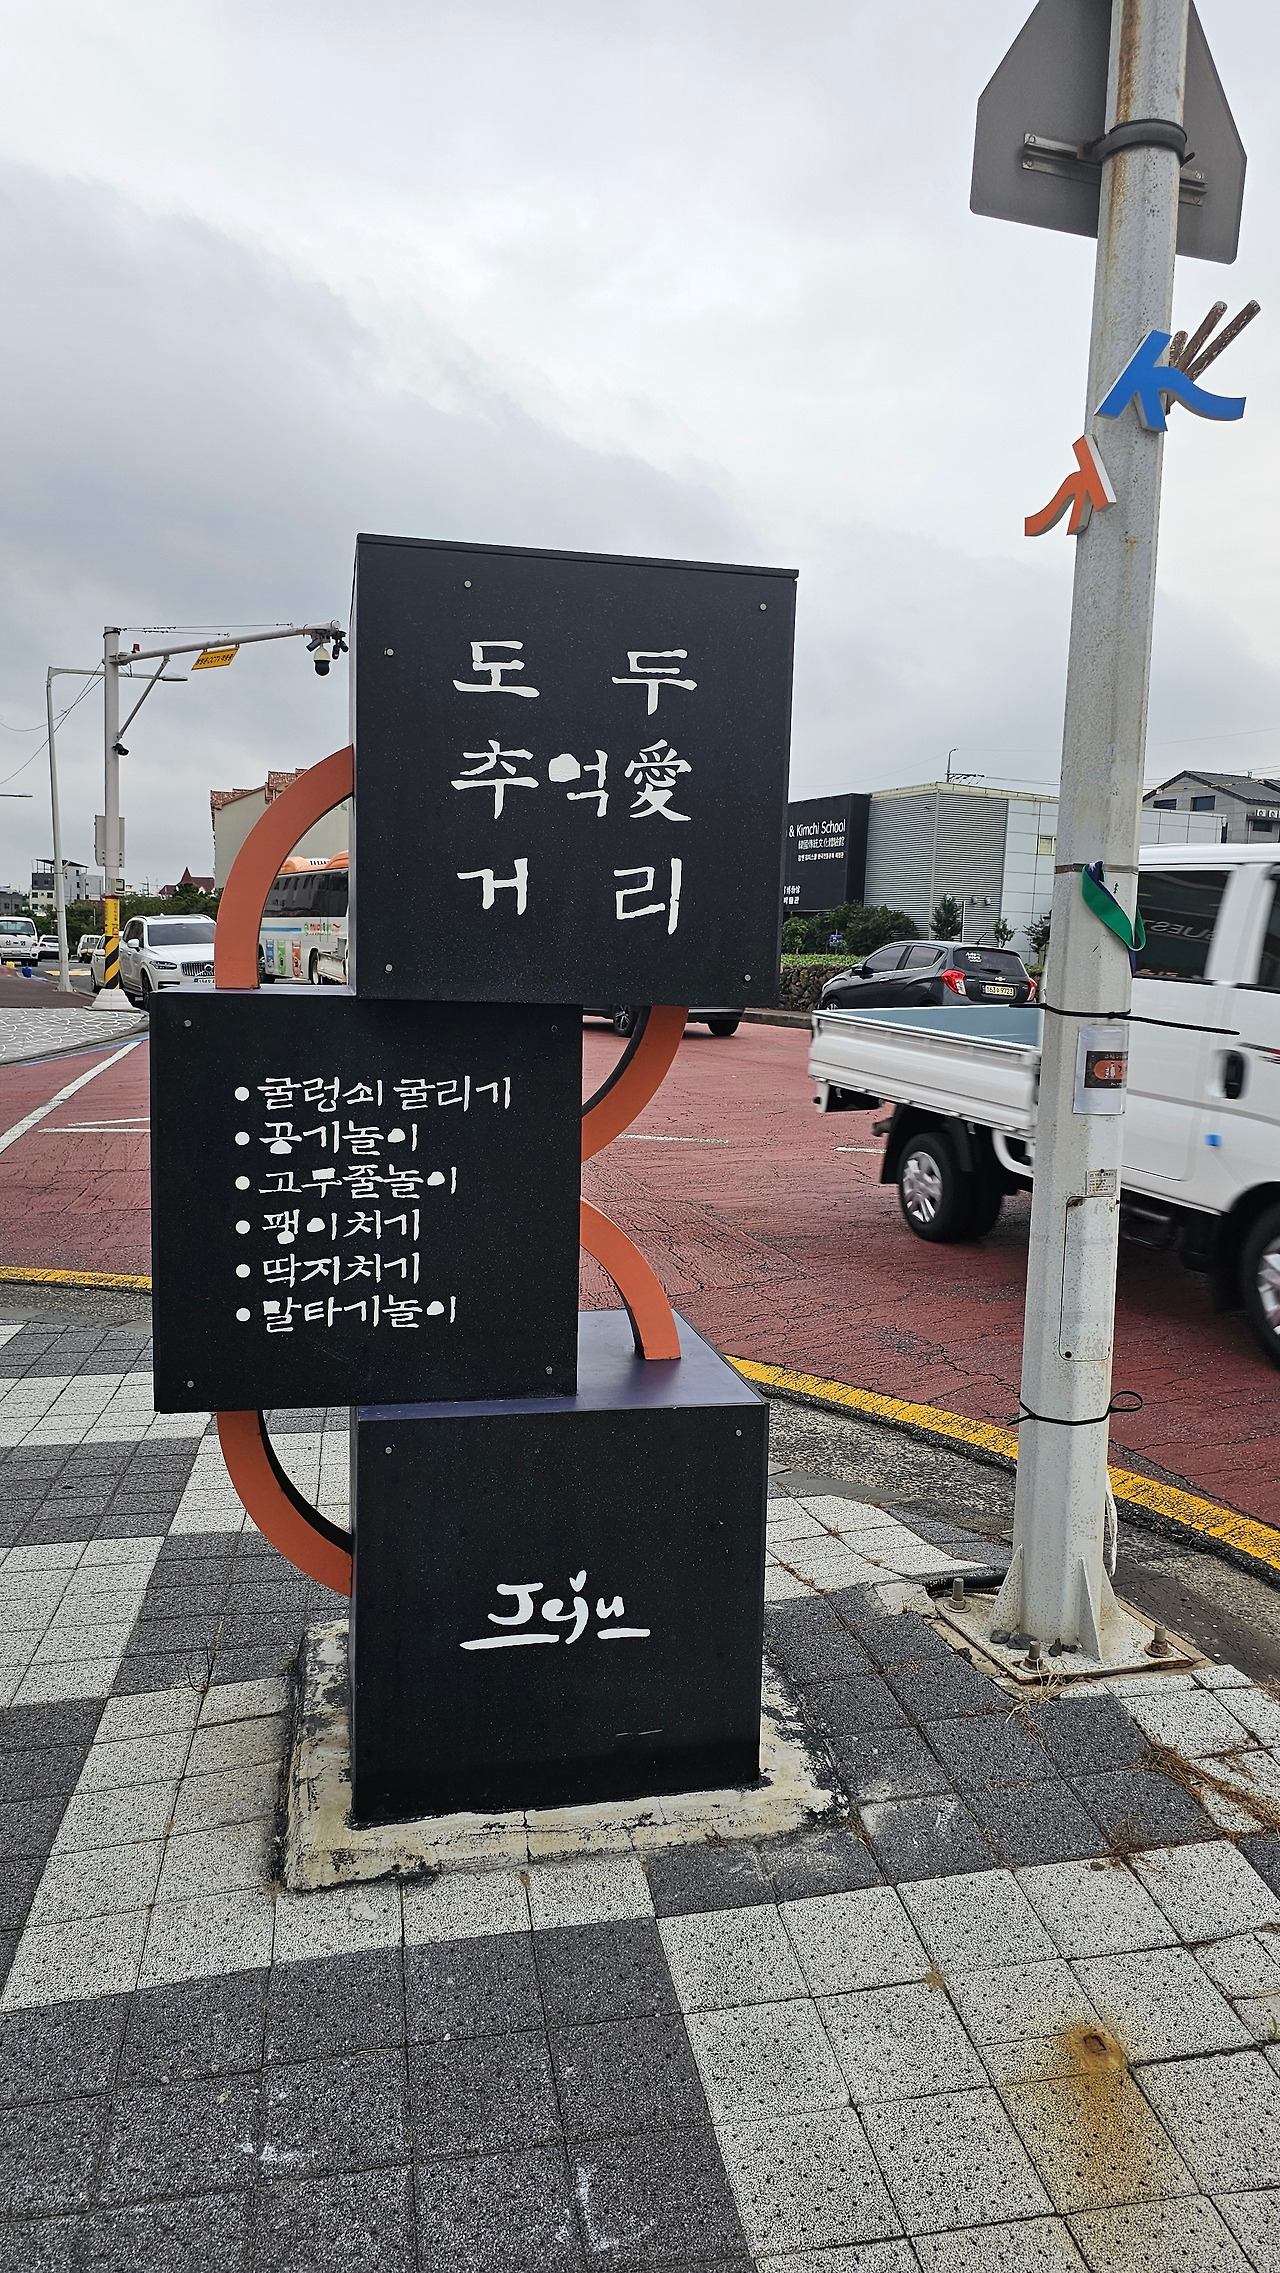 도 두
추억愛
거 리
& Kimchi School
• 굴렁쇠 굴리기
• 공기놀이
• 고무줄놀이
• 팽이치기
• 딱지치기
• 말타기놀이
Jeju